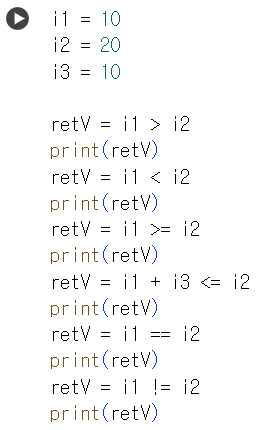 i1 = 10
i2 = 20
i3 = 10
retV = i1 > i2
print(retV)
retV = i1 < i2
print(retV)
retV = i1 >= i2
print(retV)
retV = i1 + i3 <= i2
print(retV)
retV = i1 == i2
print(retV)
retV = i1 != i2
print(retV)